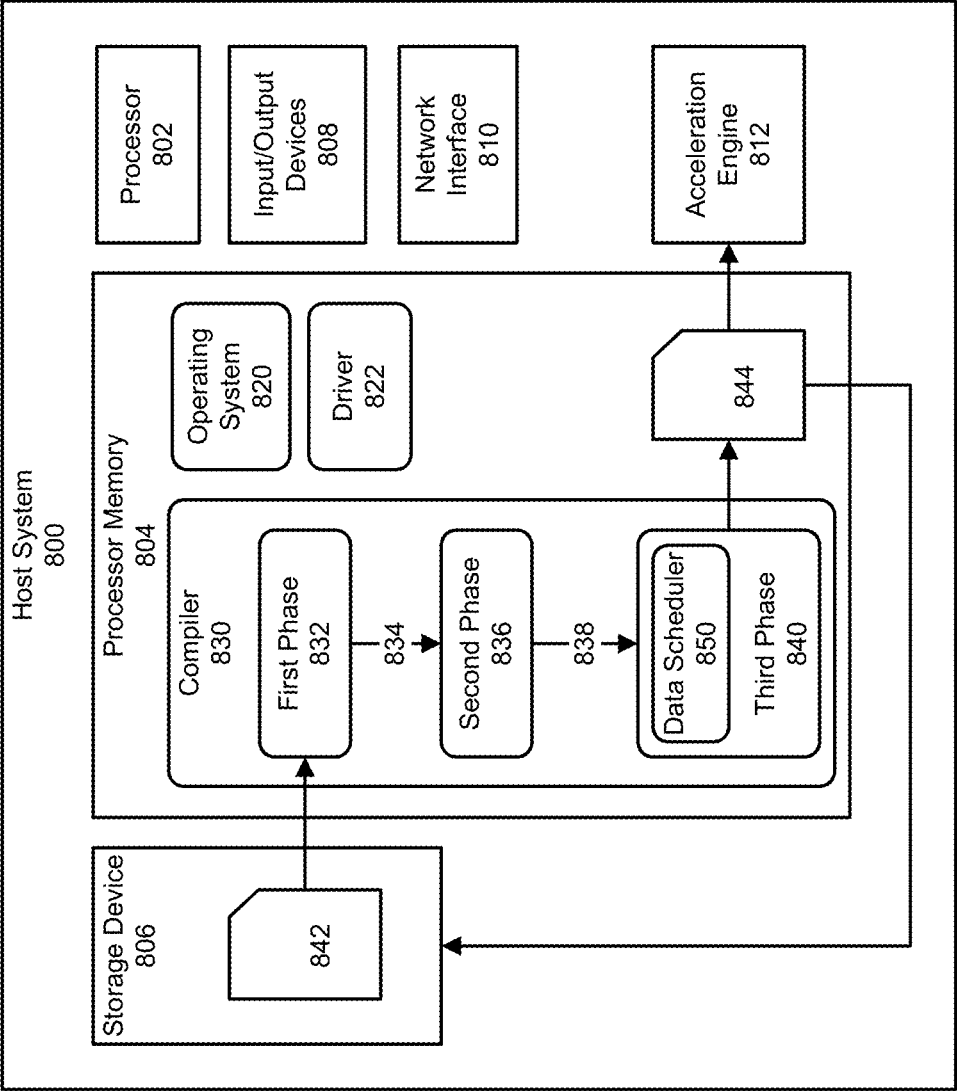 Host System
800
Storage Device
806
842
Processor Memory
804
Compiler
830
First Phase
832
834
Second Phase
836
838
Data Scheduler
850
Third Phase
840
Operating
System
820
Driver
822
844
Processor
802
Input/Output
Devices
808
Network
Interface
810
Acceleration
Engine
812